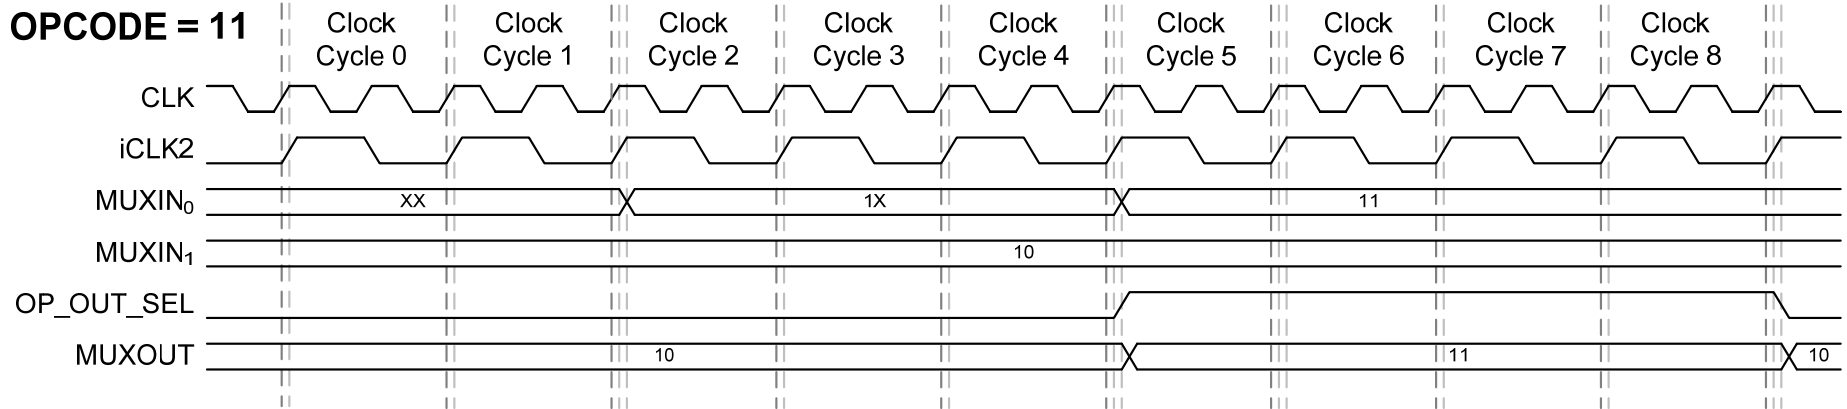 OPCODE = 11
Clock Cycle 0
Clock Cycle 1
Clock Cycle 2
Clock Cycle 3
Clock Cycle 4
Clock Cycle 5
Clock Cycle 6
Clock Cycle 7
Clock Cycle 8
CLK
iCLK2
MUXIN₀ XX 1X 11
MUXIN₁ 10
OP_OUT_SEL
MUXOUT 10 11 10